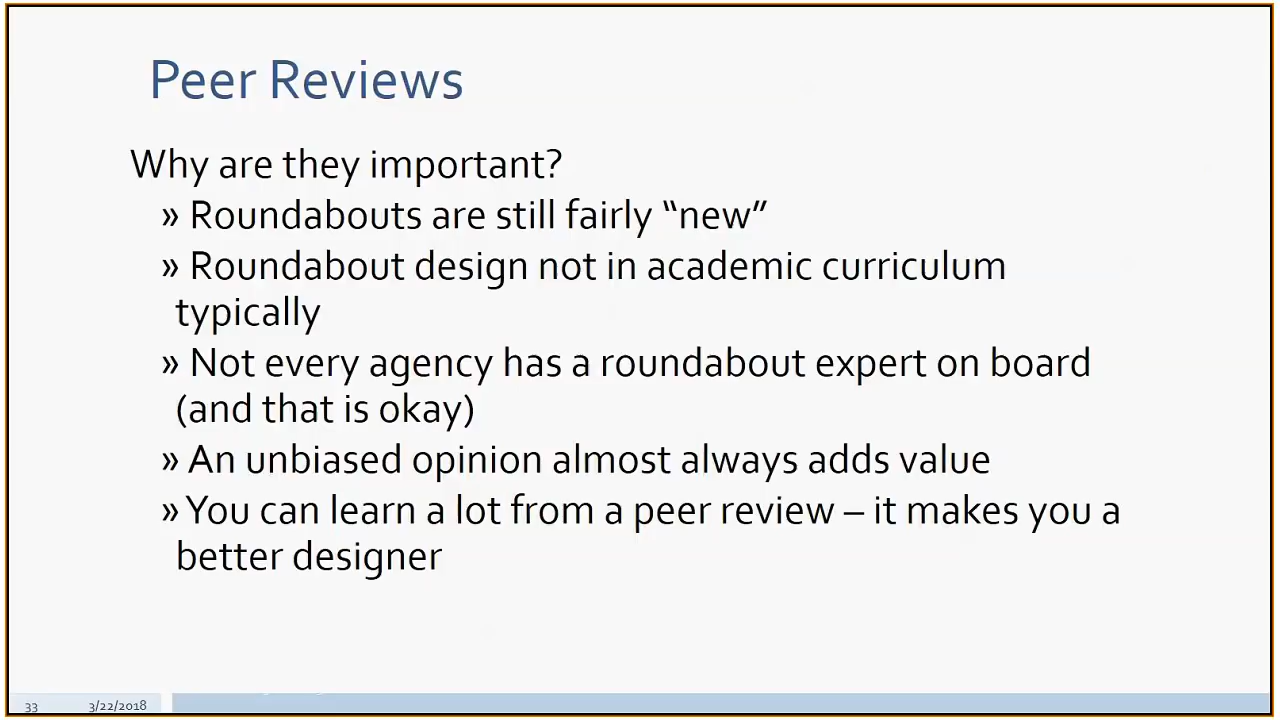 Peer Reviews
Why are they important?
» Roundabouts are still fairly “new”
» Roundabout design not in academic curriculum
typically
» Not every agency has a roundabout expert on board
(and that is okay)
» An unbiased opinion almost always adds value
» You can learn a lot from a peer review – it makes you a
better designer
33 3/22/2018